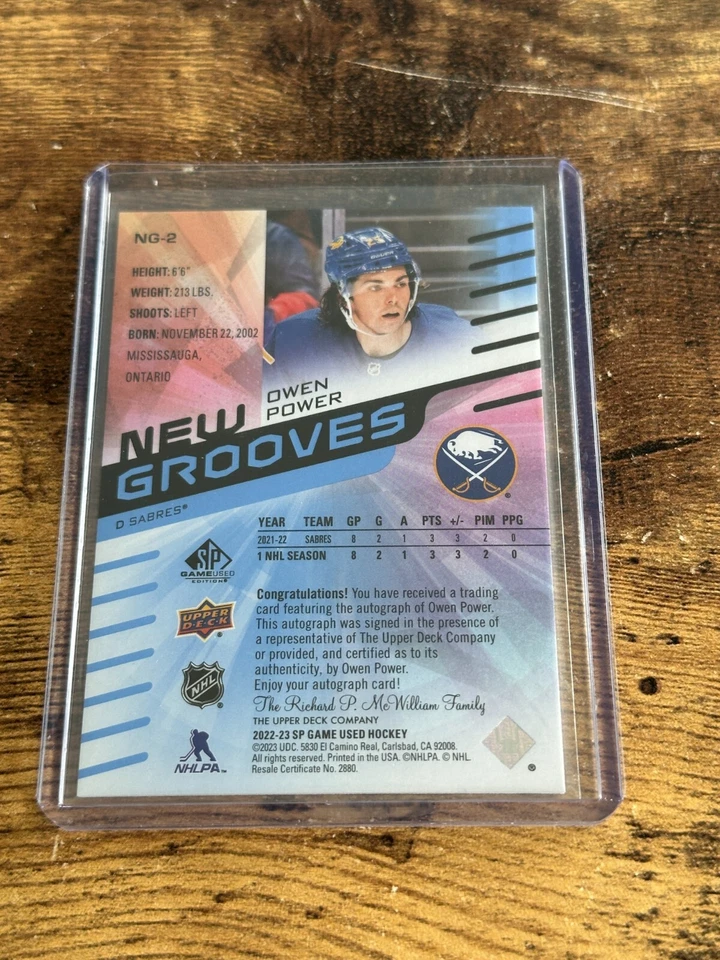 NG-2
HEIGHT: 6'6"
WEIGHT: 213 LBS.
SHOOTS: LEFT
BORN: NOVEMBER 22, 2002
MISSISSAUGA,
ONTARIO
OWEN
POWER
NEW
GROOVES
D SABRES®
YEAR TEAM GP G A PTS +/- PIM PPG
2021-22 SABRES 8 2 1 3 3 2 0
1 NHL SEASON 8 2 1 3 3 2 0
SP
GAME USED
EDITION®
UPPER
D·E·C·K
®
NHL
®
NHLPA™
Congratulations! You have received a trading
card featuring the autograph of Owen Power.
This autograph was signed in the presence of
a representative of The Upper Deck Company
or provided, and certified as to its
authenticity, by Owen Power.
Enjoy your autograph card!
The Richard P. McWilliam Family
THE UPPER DECK COMPANY
2022-23 SP GAME USED HOCKEY
©2023 UDC. 5830 El Camino Real, Carlsbad, CA 92008.
All rights reserved. Printed in the USA. ©NHLPA. © NHL.
Resale Certificate No. 2880.